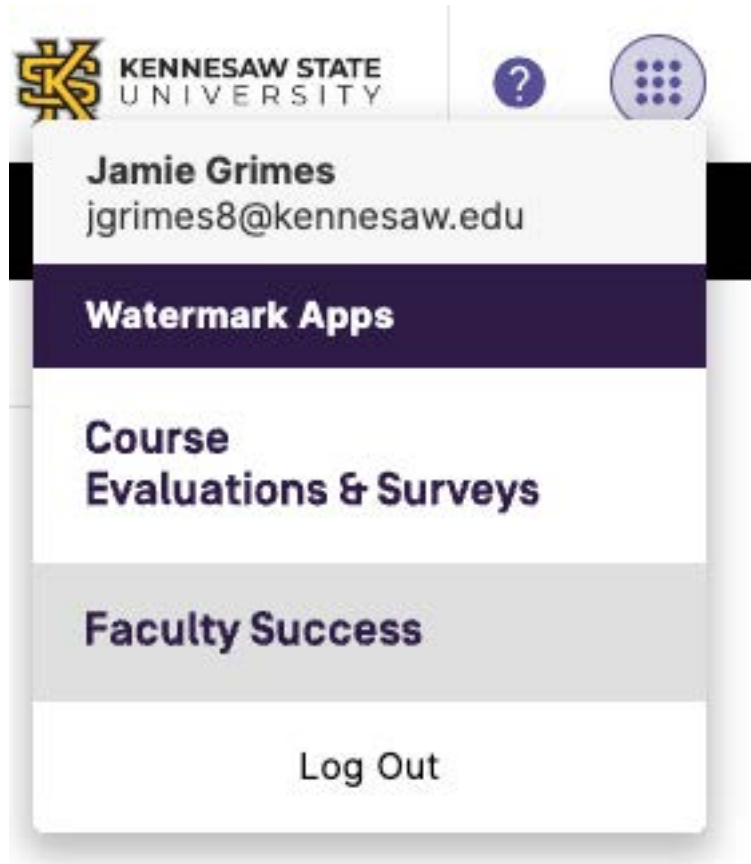 KENNESAW STATE
UNIVERSITY
?
Jamie Grimes
jgrimes8@kennesaw.edu
Watermark Apps
Course
Evaluations & Surveys
Faculty Success
Log Out